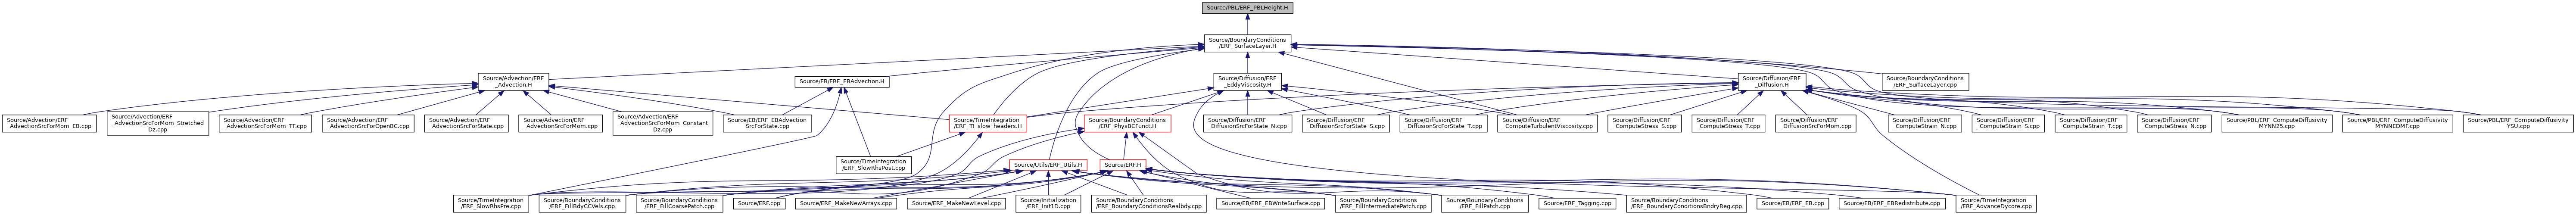 Source/PBL/ERF_PBLHeight.H
Source/BoundaryConditions
/ERF_SurfaceLayer.H
Source/Advection/ERF
_Advection.H
Source/EB/ERF_EBAdvection.H
Source/Diffusion/ERF
_EddyViscosity.H
Source/Diffusion/ERF
_Diffusion.H
Source/BoundaryConditions
/ERF_SurfaceLayer.cpp
Source/Advection/ERF
_AdvectionSrcForMom_EB.cpp
Source/Advection/ERF
_AdvectionSrcForMom_Stretched
Dz.cpp
Source/Advection/ERF
_AdvectionSrcForMom_TF.cpp
Source/Advection/ERF
_AdvectionSrcForOpenBC.cpp
Source/Advection/ERF
_AdvectionSrcForState.cpp
Source/Advection/ERF
_AdvectionSrcForMom.cpp
Source/Advection/ERF
_AdvectionSrcForMom_Constant
Dz.cpp
Source/EB/ERF_EBAdvection
SrcForState.cpp
Source/TimeIntegration
/ERF_TI_slow_headers.H
Source/BoundaryConditions
/ERF_PhysBCFunct.H
Source/Diffusion/ERF
_DiffusionSrcForState_N.cpp
Source/Diffusion/ERF
_DiffusionSrcForState_S.cpp
Source/Diffusion/ERF
_DiffusionSrcForState_T.cpp
Source/Diffusion/ERF
_ComputeTurbulentViscosity.cpp
Source/Diffusion/ERF
_ComputeStress_S.cpp
Source/Diffusion/ERF
_ComputeStress_T.cpp
Source/Diffusion/ERF
_DiffusionSrcForMom.cpp
Source/Diffusion/ERF
_ComputeStrain_N.cpp
Source/Diffusion/ERF
_ComputeStrain_S.cpp
Source/Diffusion/ERF
_ComputeStrain_T.cpp
Source/Diffusion/ERF
_ComputeStress_N.cpp
Source/PBL/ERF_ComputeDiffusivity
MYNN25.cpp
Source/PBL/ERF_ComputeDiffusivity
MYNNEDMF.cpp
Source/PBL/ERF_ComputeDiffusivity
YSU.cpp
Source/TimeIntegration
/ERF_SlowRhsPost.cpp
Source/Utils/ERF_Utils.H
Source/ERF.H
Source/TimeIntegration
/ERF_SlowRhsPre.cpp
Source/BoundaryConditions
/ERF_FillBdyCCVels.cpp
Source/BoundaryConditions
/ERF_FillCoarsePatch.cpp
Source/ERF.cpp
Source/ERF_MakeNewArrays.cpp
Source/ERF_MakeNewLevel.cpp
Source/Initialization
/ERF_Init1D.cpp
Source/BoundaryConditions
/ERF_BoundaryConditionsRealbdy.cpp
Source/EB/ERF_EBWriteSurface.cpp
Source/BoundaryConditions
/ERF_FillIntermediatePatch.cpp
Source/BoundaryConditions
/ERF_FillPatch.cpp
Source/ERF_Tagging.cpp
Source/BoundaryConditions
/ERF_BoundaryConditionsBndryReg.cpp
Source/EB/ERF_EB.cpp
Source/EB/ERF_EBRedistribute.cpp
Source/TimeIntegration
/ERF_AdvanceDycore.cpp